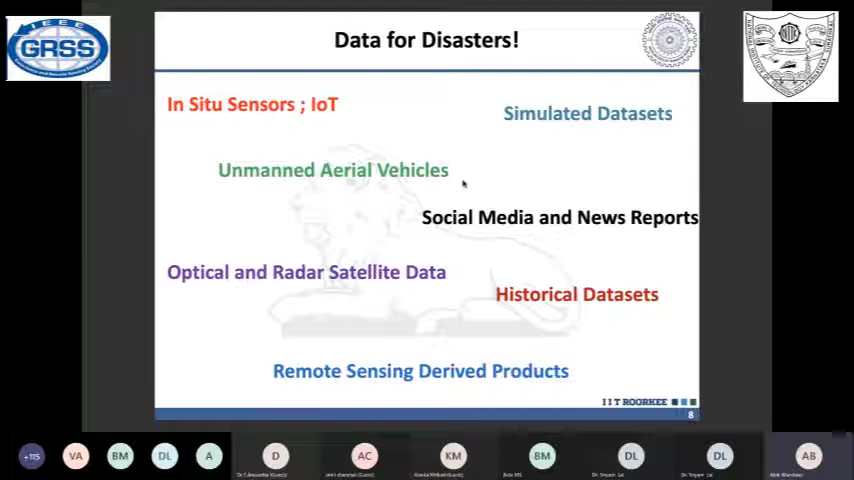 IEEE
GRSS
Data for Disasters!
In Situ Sensors ; IoT
Simulated Datasets
Unmanned Aerial Vehicles
Social Media and News Reports
Optical and Radar Satellite Data
Historical Datasets
Remote Sensing Derived Products
IIT ROORKEE
8
+115
VA
BM
DL
A
D
AC
KM
BM
DL
DL
AB